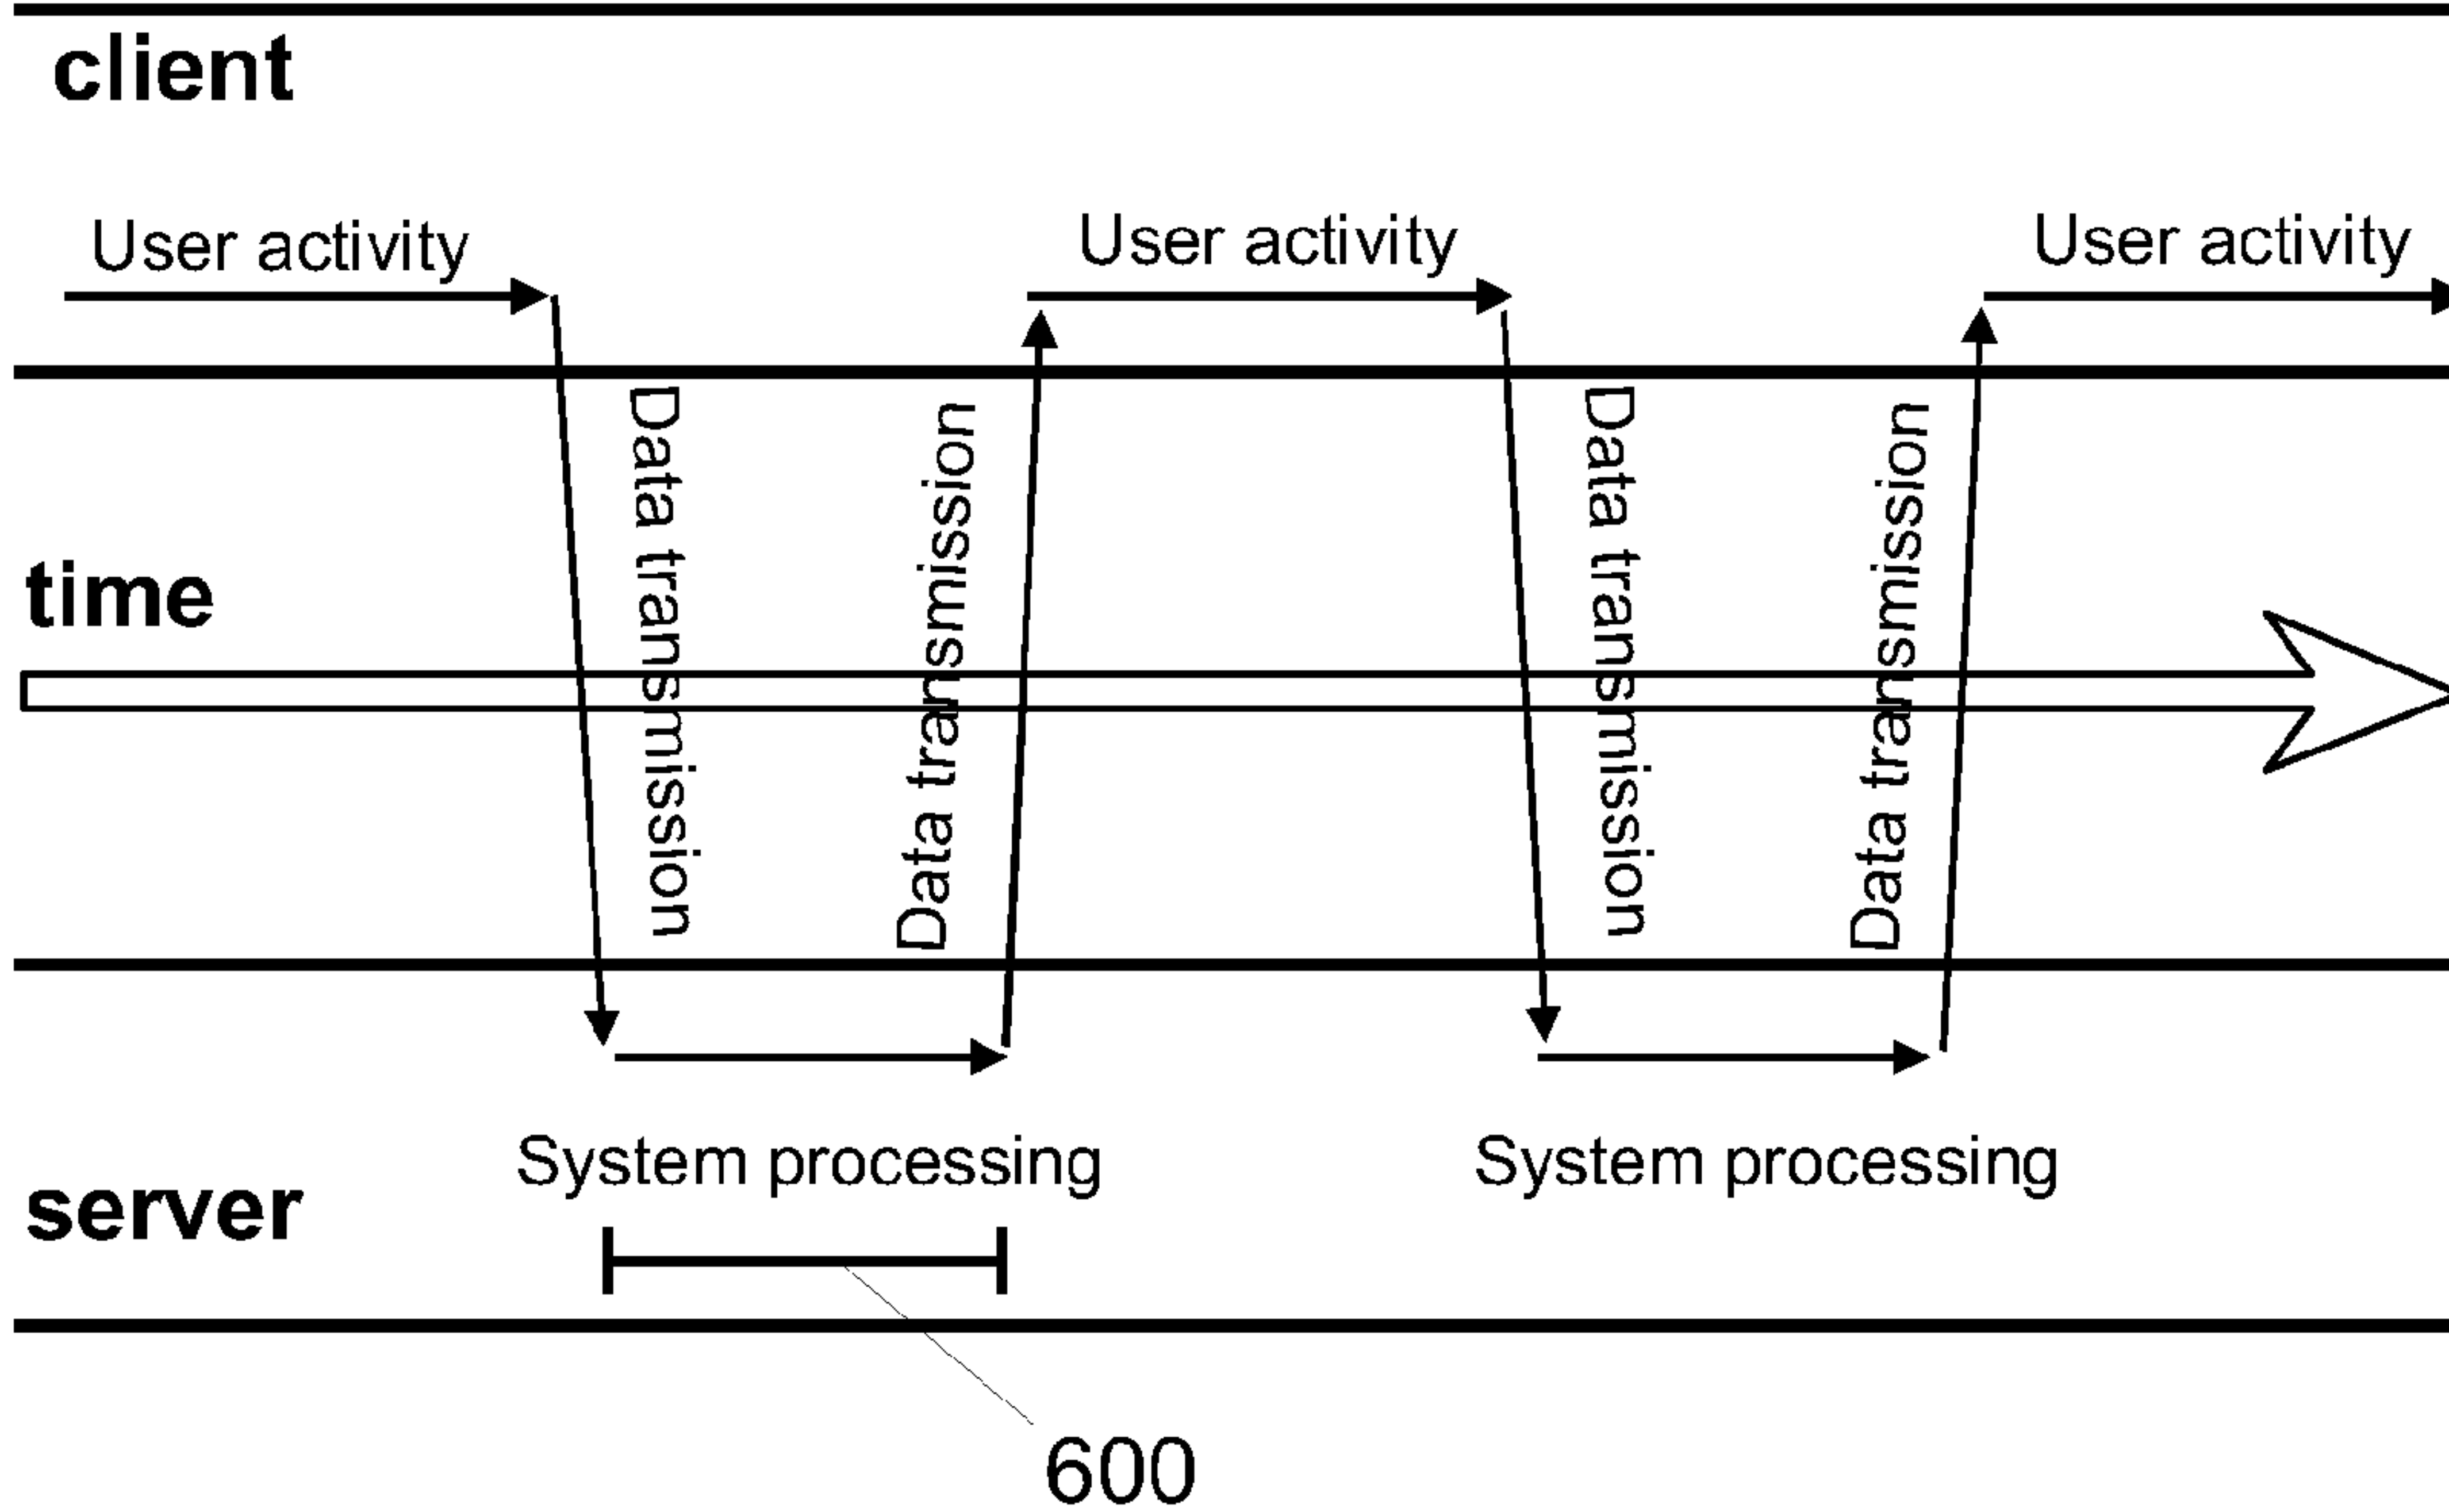 client
User activity
User activity
User activity
Data transmission
Data transmission
Data transmission
Data transmission
time
System processing
System processing
server
600